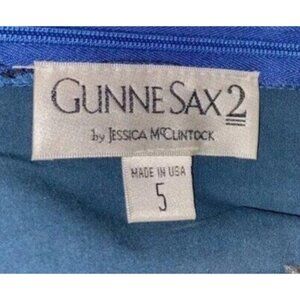 GUNNE SAX 2
by JESSICA MCCLINTOCK
MADE IN USA
5